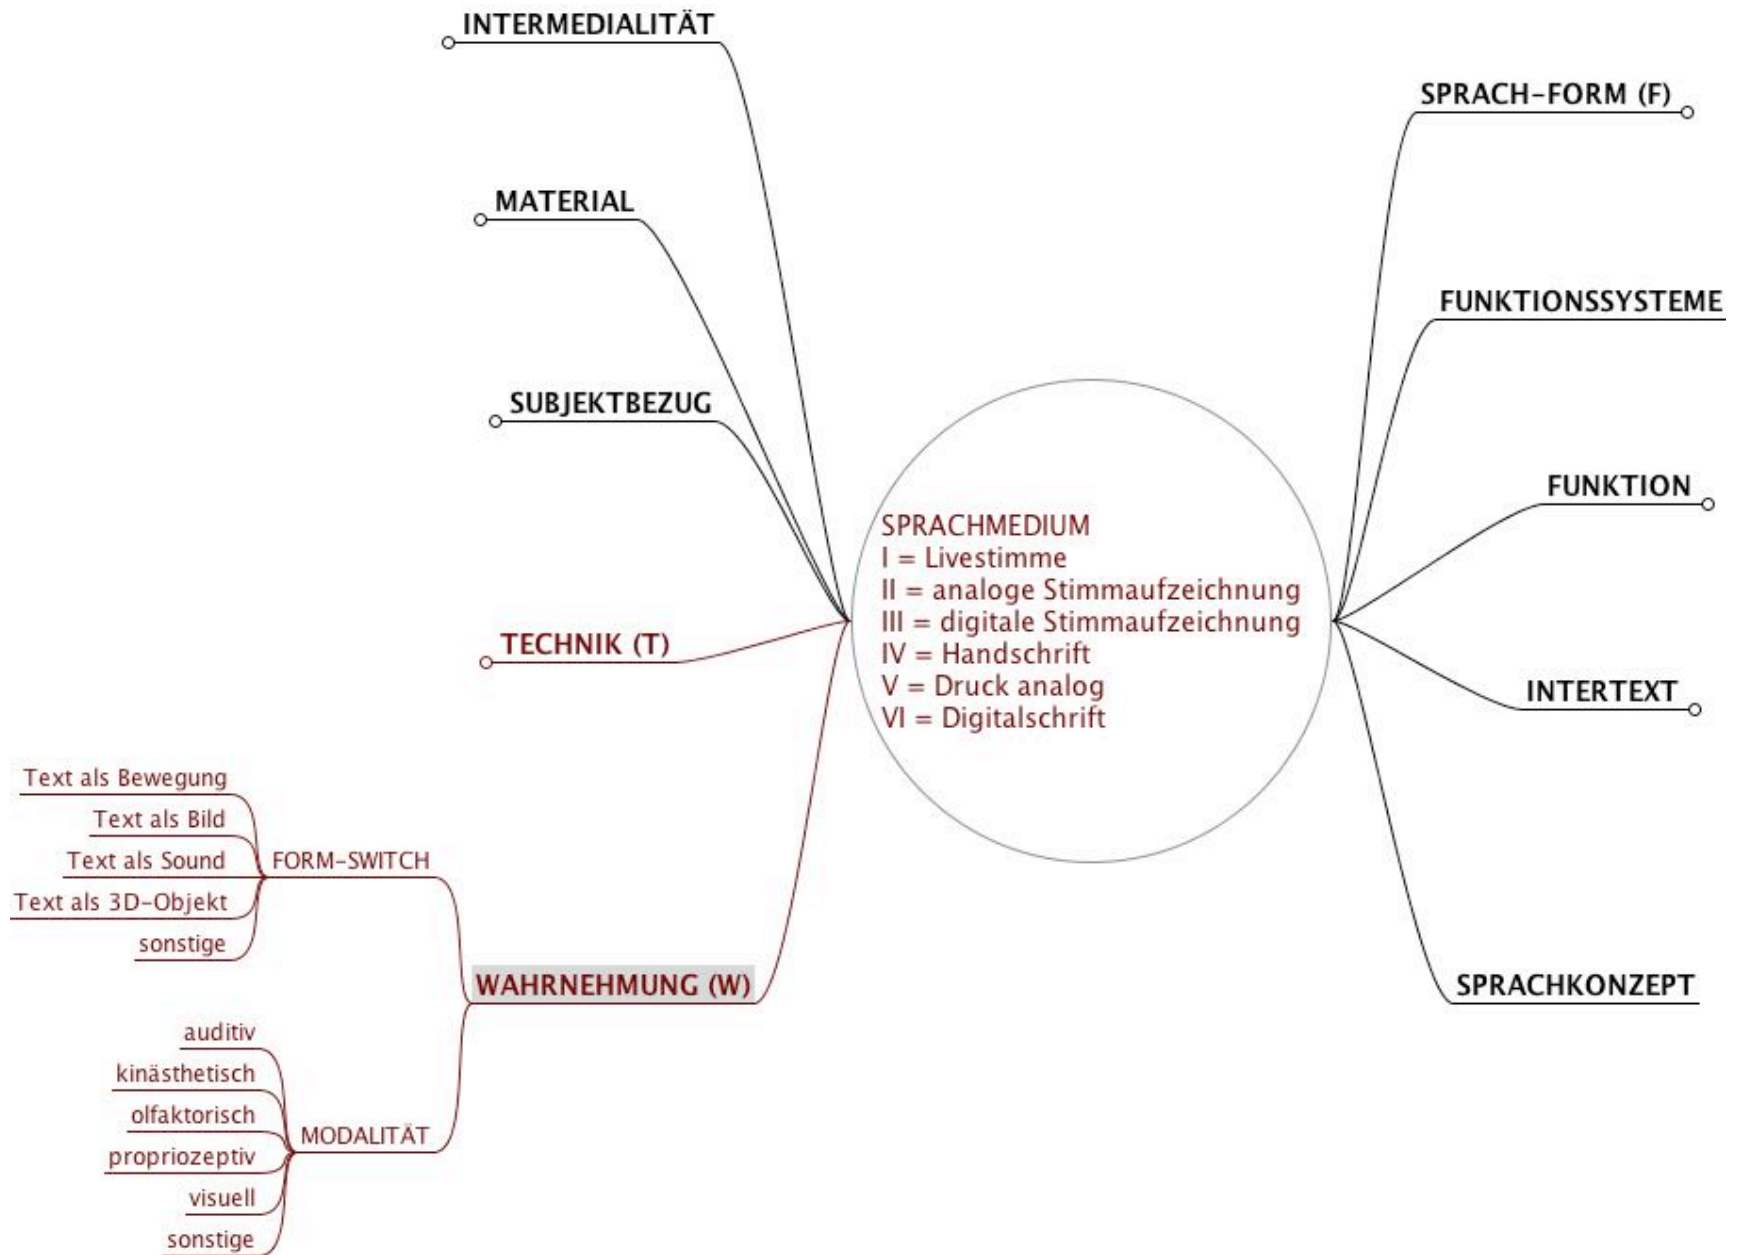 INTERMEDIALITÄT
MATERIAL
SUBJEKTBEZUG
TECHNIK (T)
WAHRNEHMUNG (W)
FORM-SWITCH
Text als Bewegung
Text als Bild
Text als Sound
Text als 3D-Objekt
sonstige
MODALITÄT
auditiv
kinästhetisch
olfaktorisch
propriozeptiv
visuell
sonstige
SPRACHMEDIUM
I = Livestimme
II = analoge Stimmaufzeichnung
III = digitale Stimmaufzeichnung
IV = Handschrift
V = Druck analog
VI = Digitalschrift
SPRACH-FORM (F)
FUNKTIONSSYSTEME
FUNKTION
INTERTEXT
SPRACHKONZEPT